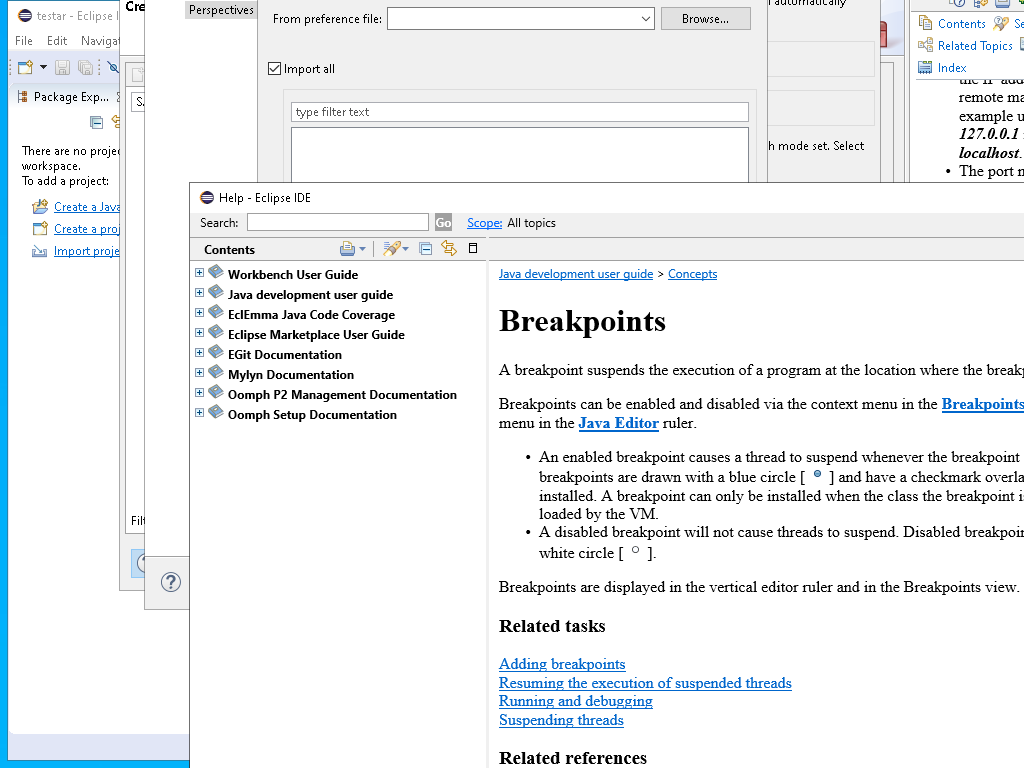 testar - Eclipse I
File Edit Navigat
Package Exp...
There are no proje
workspace.
To add a project:
Create a Java
Create a proj
Import proje
Cre
S
Filt
Perspectives
From preference file:
Browse...
Import all
type filter text
automatically
h mode set. Select
Contents
Se
Related Topics
Index
remote ma
example u
127.0.0.1
localhost.
• The port n
Help - Eclipse IDE
Search:
Go
Scope: All topics
Contents
Workbench User Guide
Java development user guide
EclEmma Java Code Coverage
Eclipse Marketplace User Guide
EGit Documentation
Mylyn Documentation
Oomph P2 Management Documentation
Oomph Setup Documentation
Java development user guide > Concepts
Breakpoints
A breakpoint suspends the execution of a program at the location where the breakp
Breakpoints can be enabled and disabled via the context menu in the Breakpoints
menu in the Java Editor ruler.
• An enabled breakpoint causes a thread to suspend whenever the breakpoint
breakpoints are drawn with a blue circle [ ] and have a checkmark overla
installed. A breakpoint can only be installed when the class the breakpoint is
loaded by the VM.
• A disabled breakpoint will not cause threads to suspend. Disabled breakpoin
white circle [ ].
Breakpoints are displayed in the vertical editor ruler and in the Breakpoints view.
Related tasks
Adding breakpoints
Resuming the execution of suspended threads
Running and debugging
Suspending threads
Related references